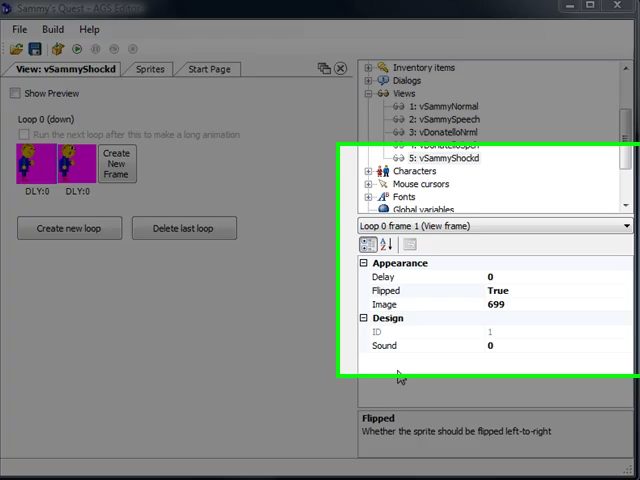 Sammy's Quest - AGS Editor
File Build Help
View: vSammyShockd Sprites Start Page
Show Preview
Loop 0 (down)
Run the next loop after this to make a long animation
Create New Frame
DLY:0 DLY:0
Create new loop Delete last loop
Inventory items
Dialogs
Views
1: vSammyNormal
2: vSammySpeech
3: vDonatelloNrml
5: vSammyShockd
Characters
Mouse cursors
Fonts
Global variables
Loop 0 frame 1 (View frame)
Appearance
Delay 0
Flipped True
Image 699
Design
ID 1
Sound 0
Flipped
Whether the sprite should be flipped left-to-right